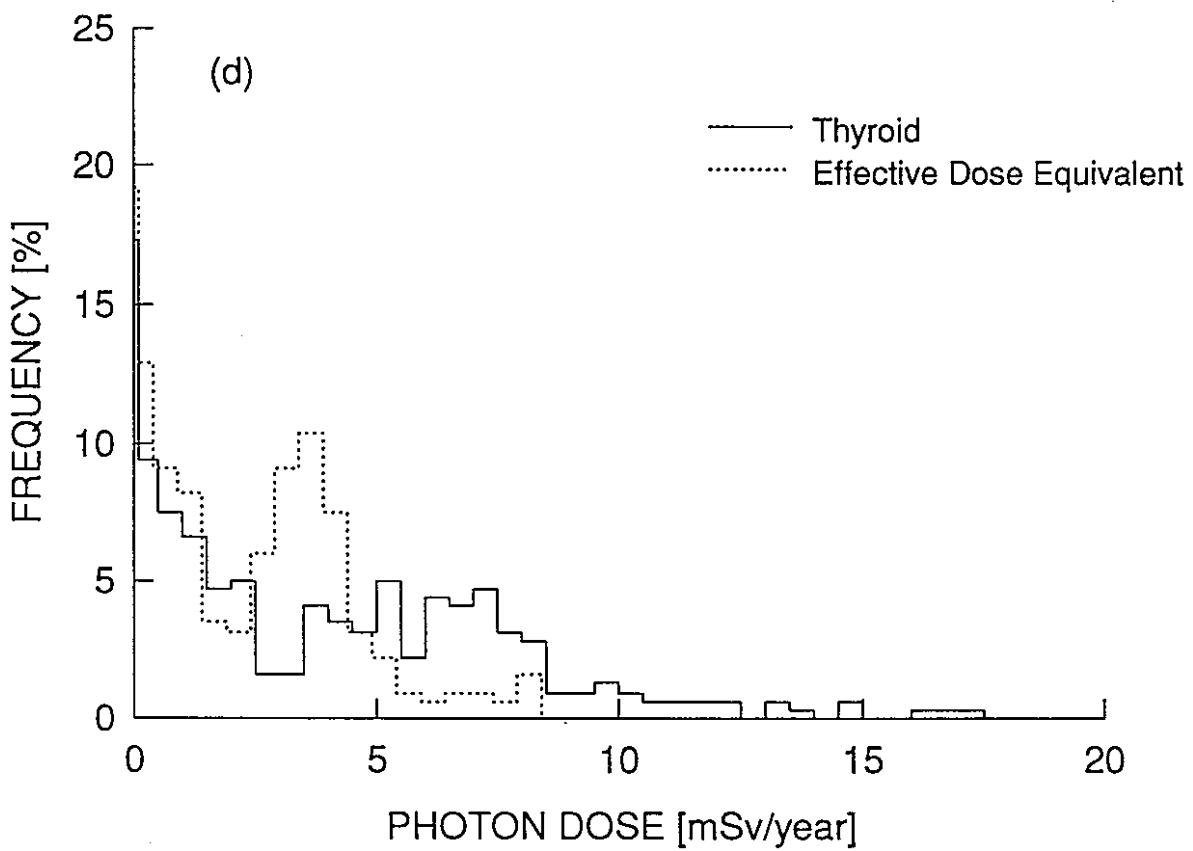 25
(d)
Thyroid
20
Effective Dose Equivalent
15
10
5
0
FREQUENCY [%]
0 5 10 15 20
PHOTON DOSE [mSv/year]